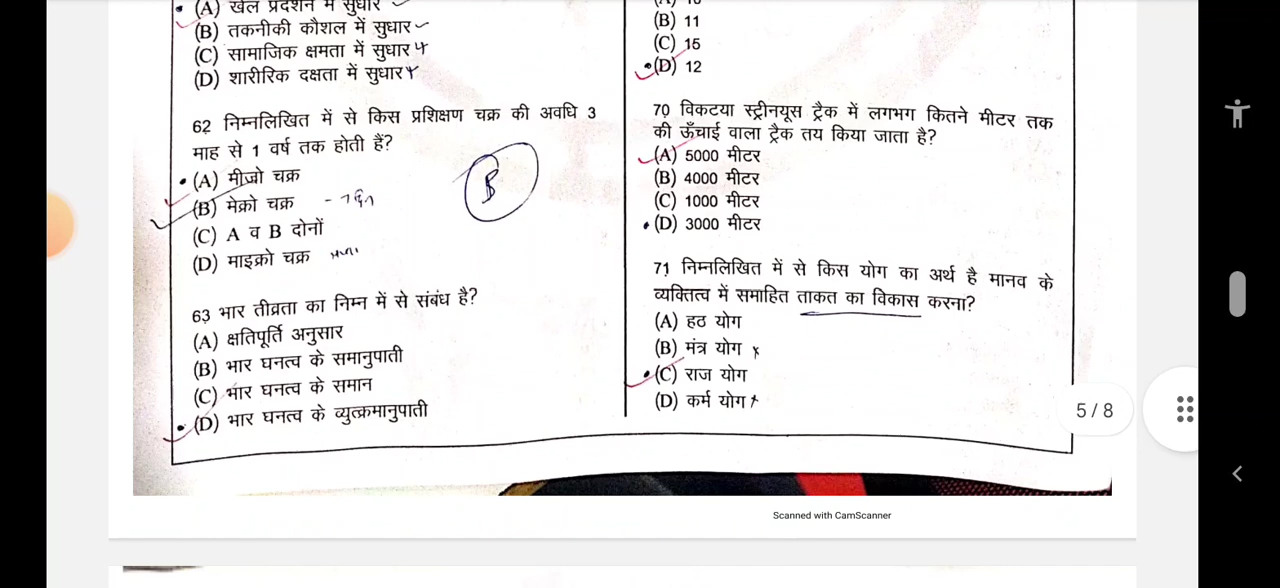 (A) खेल प्रदर्शन में सुधार
(B) तकनीकी कौशल में सुधार
(C) सामाजिक क्षमता में सुधार
(D) शारीरिक दक्षता में सुधार
62 निम्नलिखित में से किस प्रशिक्षण चक्र की अवधि 3
माह से 1 वर्ष तक होती हैं?
(A) मीजो चक्र
(B) मेक्रो चक्र
(C) A व B दोनों
(D) माइक्रो चक्र
B
63 भार तीव्रता का निम्न में से संबंध है?
(A) क्षतिपूर्ति अनुसार
(B) भार घनत्व के समानुपाती
(C) भार घनत्व के समान
(D) भार घनत्व के व्युत्क्रमानुपाती
(B) 11
(C) 15
(D) 12
70 विकटया स्ट्रीनयूस ट्रैक में लगभग कितने मीटर तक
की ऊँचाई वाला ट्रैक तय किया जाता है?
(A) 5000 मीटर
(B) 4000 मीटर
(C) 1000 मीटर
(D) 3000 मीटर
71 निम्नलिखित में से किस योग का अर्थ है मानव के
व्यक्तित्व में समाहित ताकत का विकास करना?
(A) हठ योग
(B) मंत्र योग
(C) राज योग
(D) कर्म योग
5 / 8
Scanned with CamScanner